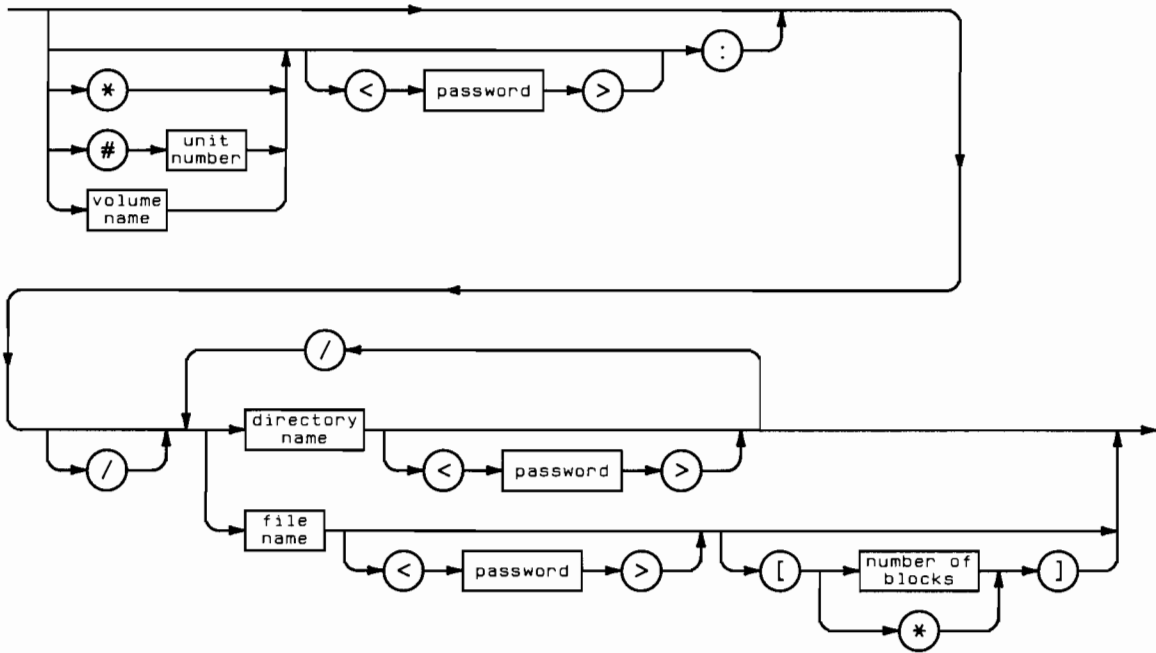 :
*
< password >
# unit
number
volume
name
/
directory
name
/
< password >
file
name
< password >
[ number of
blocks ]
*